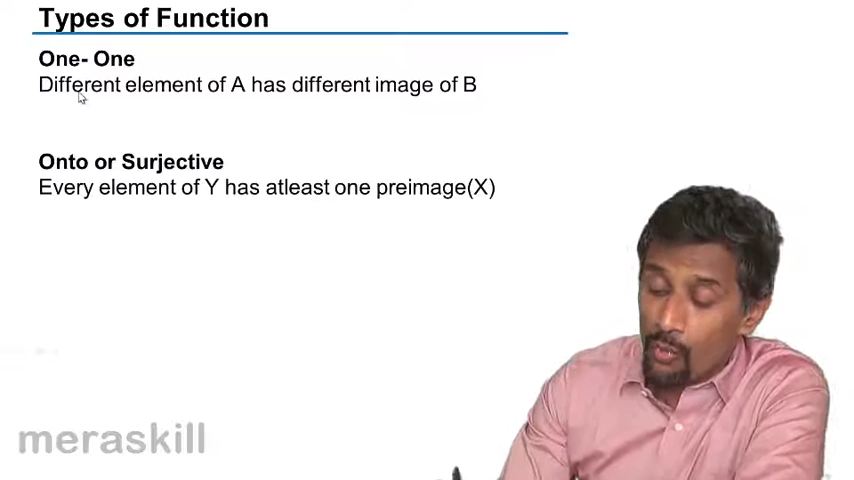 Types of Function
One- One
Different element of A has different image of B
Onto or Surjective
Every element of Y has atleast one preimage(X)
meraskill